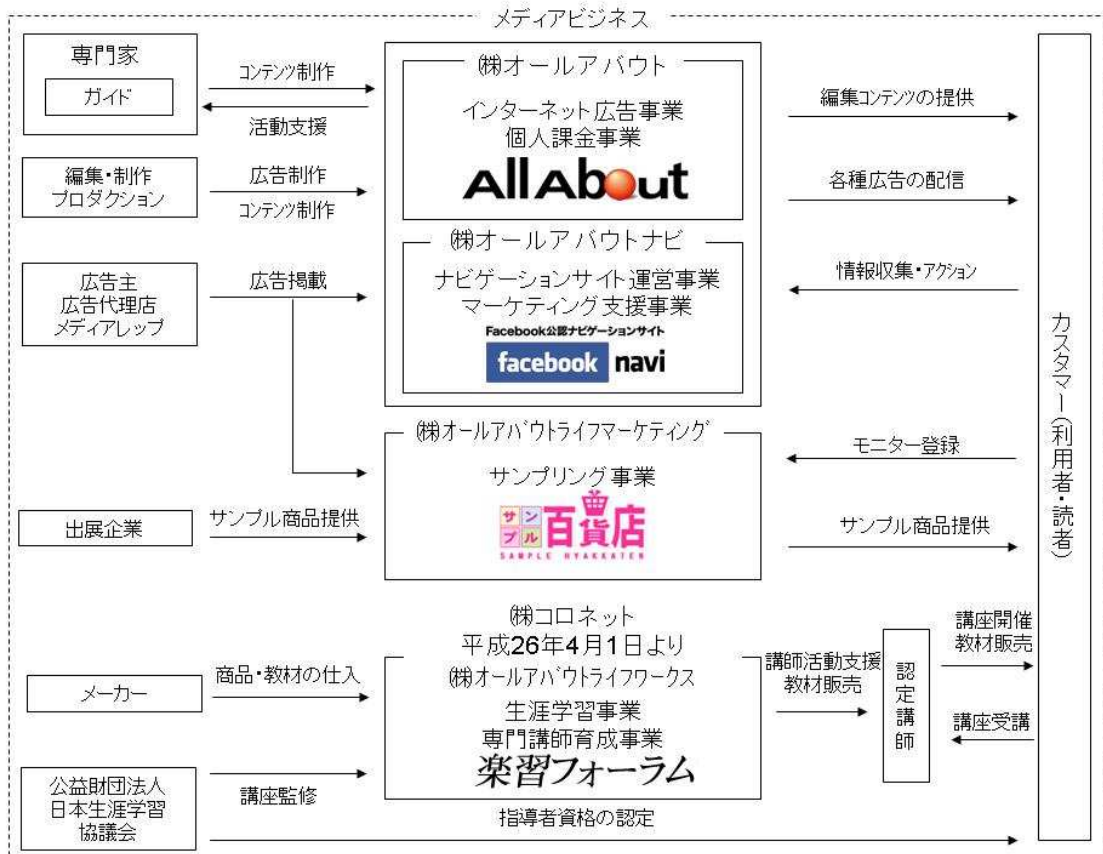 メディアビジネス
専門家
ガイド
コンテンツ制作
活動支援
編集・制作
プロダクション
広告制作
コンテンツ制作
広告主
広告代理店
メディアレップ
広告掲載
出展企業
サンプル商品提供
メーカー
商品・教材の仕入
公益財団法人
日本生涯学習
協議会
講座監修
指導者資格の認定
㈱オールアバウト
インターネット広告事業
個人課金事業
All About
㈱オールアバウトナビ
ナビゲーションサイト運営事業
マーケティング支援事業
Facebook公認ナビゲーションサイト
facebook navi
㈱オールアバウトライフマーケティング
サンプリング事業
サンプル百貨店
SAMPLE HYAKKATEN
㈱コロネット
平成26年4月1日より
㈱オールアバウトライフワークス
生涯学習事業
専門講師育成事業
楽習フォーラム
編集コンテンツの提供
各種広告の配信
情報収集・アクション
モニター登録
サンプル商品提供
講師活動支援
教材販売
認定講師
講座開催
教材販売
講座受講
カスタマー(利用者・読者)